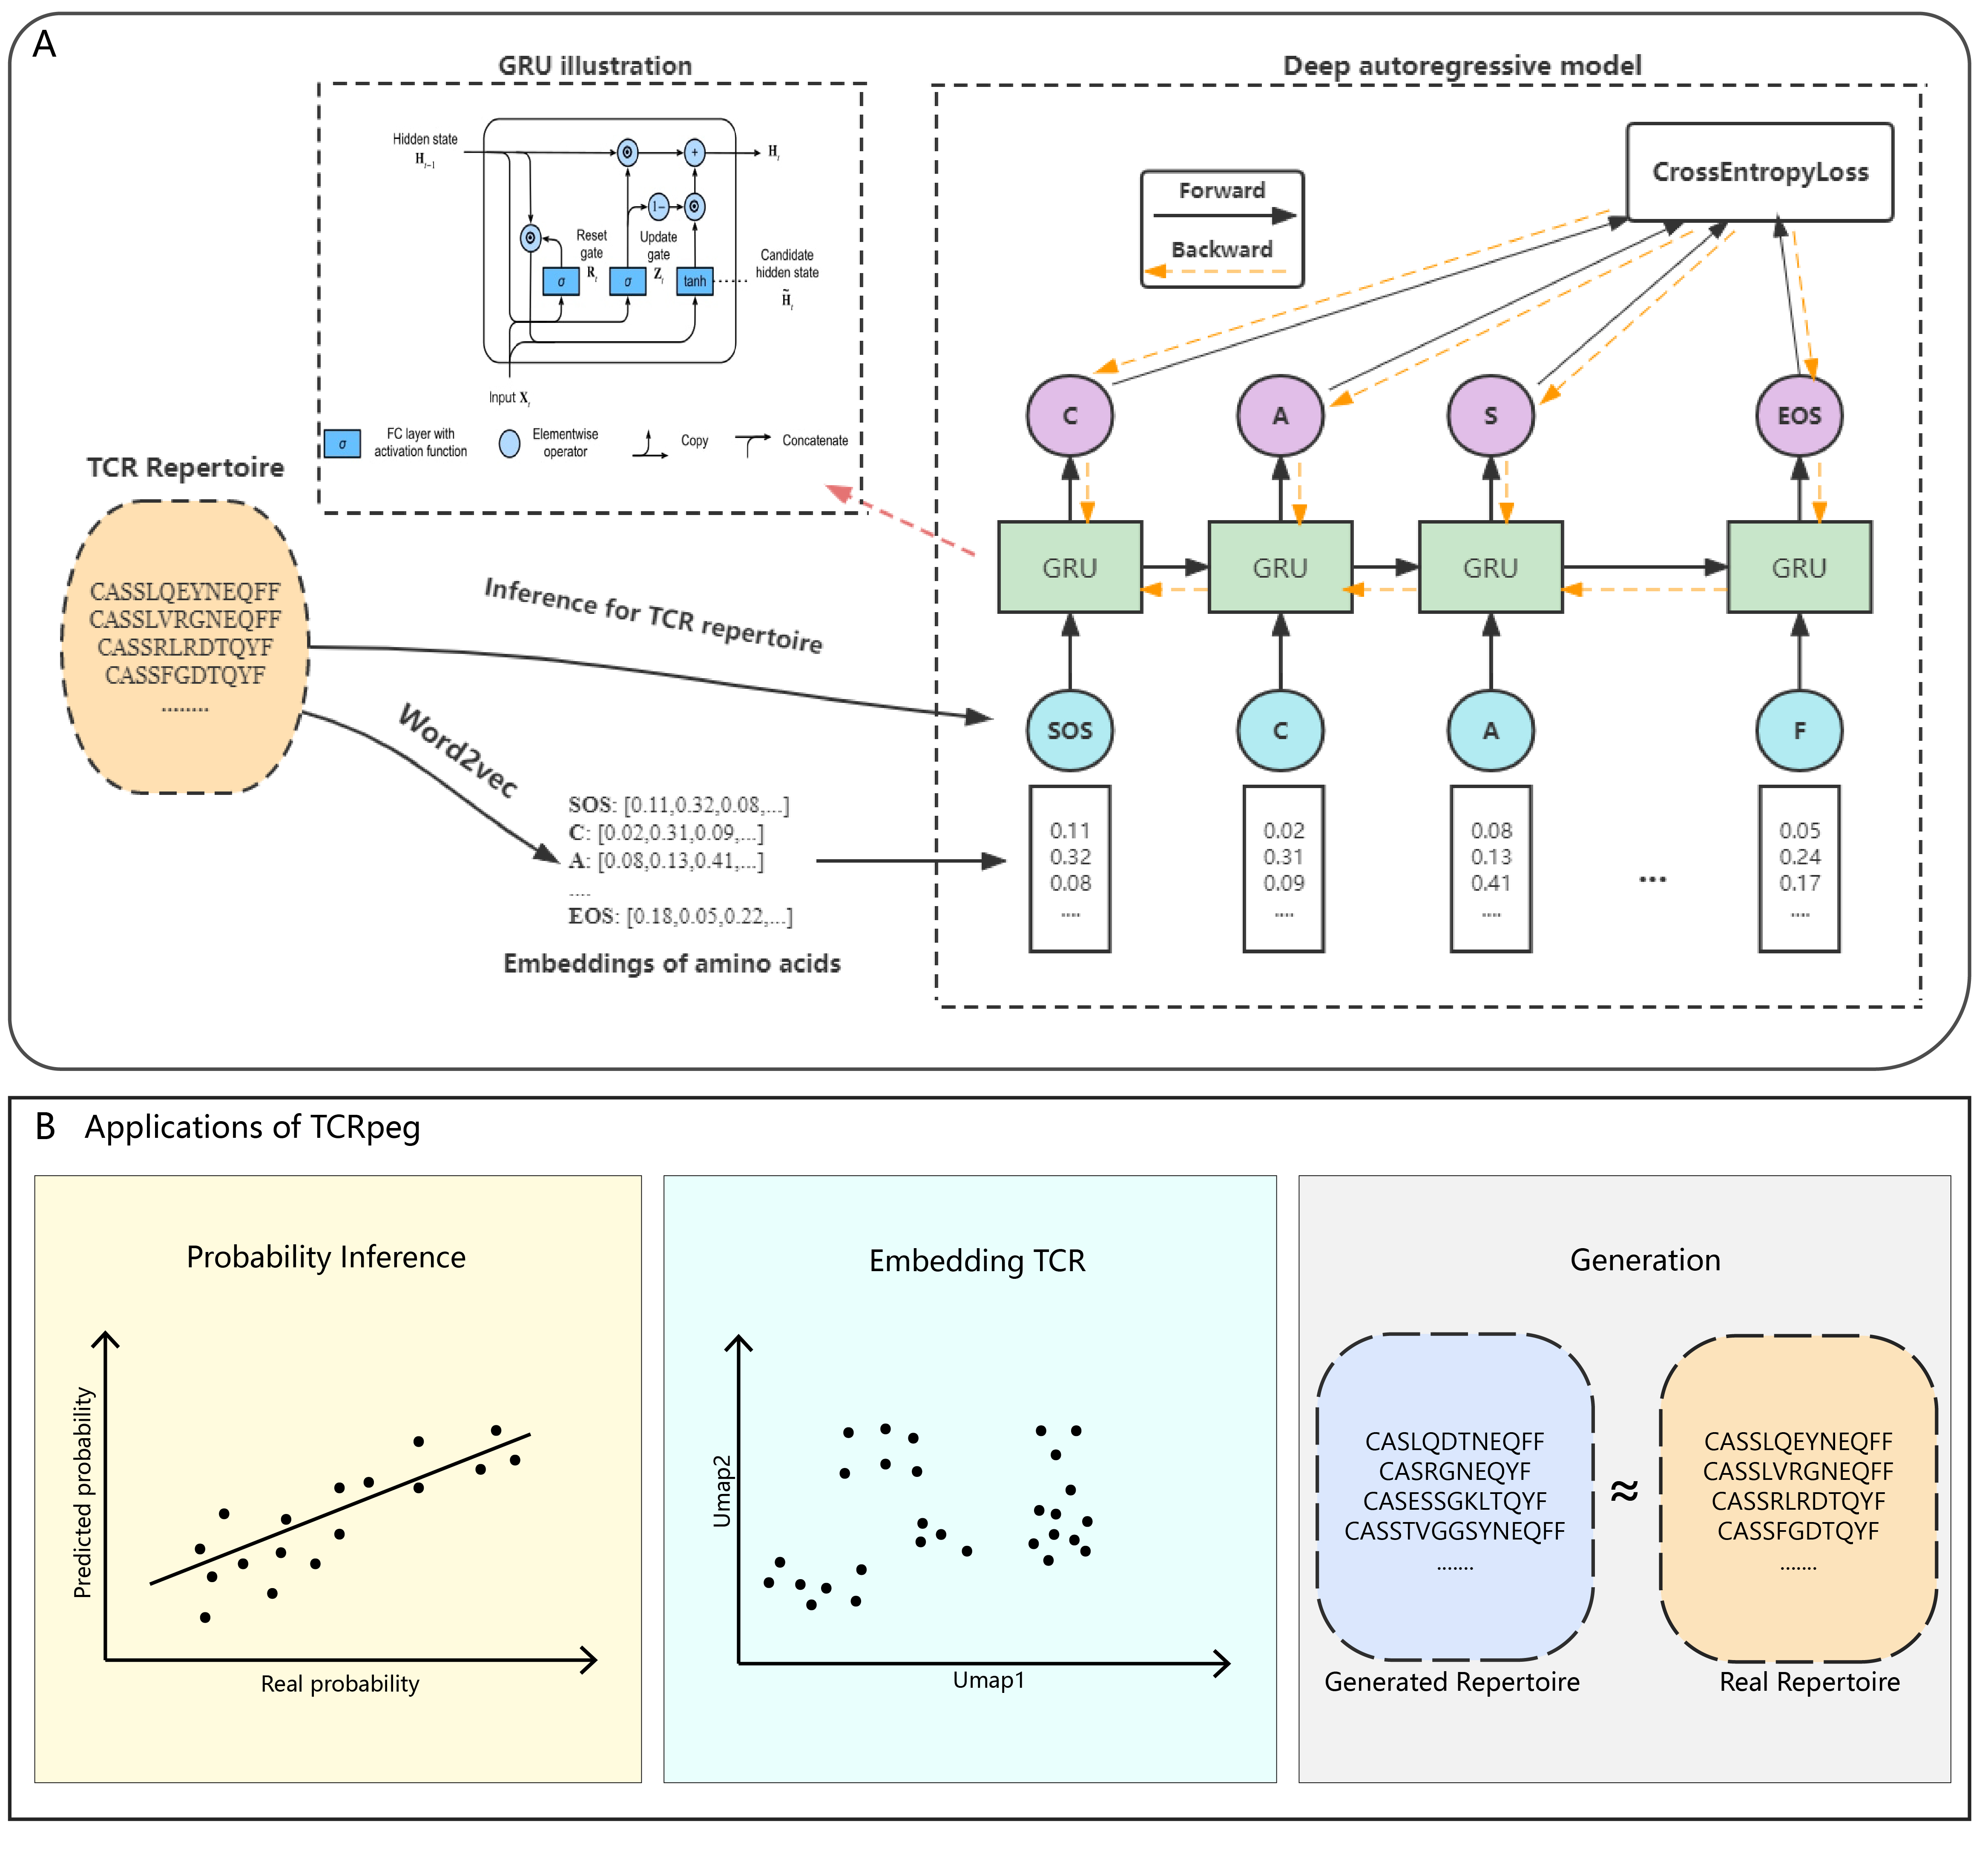 A
GRU illustration
Hidden state
H_{t-1}
+
H_t
1-
Reset
gate
R_t
Update
gate
Z_t
Candidate
hidden state
H̃_t
σ
σ
tanh
Input X_t
σ
FC layer with
activation function
Elementwise
operator
Copy
Concatenate
TCR Repertoire
CASSLQEYNEQFF
CASSLVRGNEQFF
CASSRLRDTQYF
CASSFGDTQYF
........
Inference for TCR repertoire
Word2vec
SOS: [0.11,0.32,0.08,...]
C: [0.02,0.31,0.09,...]
A: [0.08,0.13,0.41,...]
....
EOS: [0.18,0.05,0.22,...]
Embeddings of amino acids
Deep autoregressive model
CrossEntropyLoss
Forward
Backward
C A S EOS
GRU GRU GRU GRU
SOS C A F
0.11 0.02 0.08 0.05
0.32 0.31 0.13 0.24
0.08 0.09 0.41 0.17
.... .... .... ....
...
B Applications of TCRpeg
Probability Inference
Predicted probability
Real probability
Embedding TCR
Umap2
Umap1
Generation
CASLQDTNEQFF
CASRGNEQYF
CASESSGKLTQYF
CASSTVGGSYNEQFF
.......
Generated Repertoire
≈
CASSLQEYNEQFF
CASSLVRGNEQFF
CASSRLRDTQYF
CASSFGDTQYF
.......
Real Repertoire